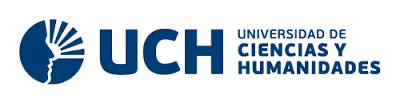 UCH
UNIVERSIDAD DE
CIENCIAS Y
HUMANIDADES